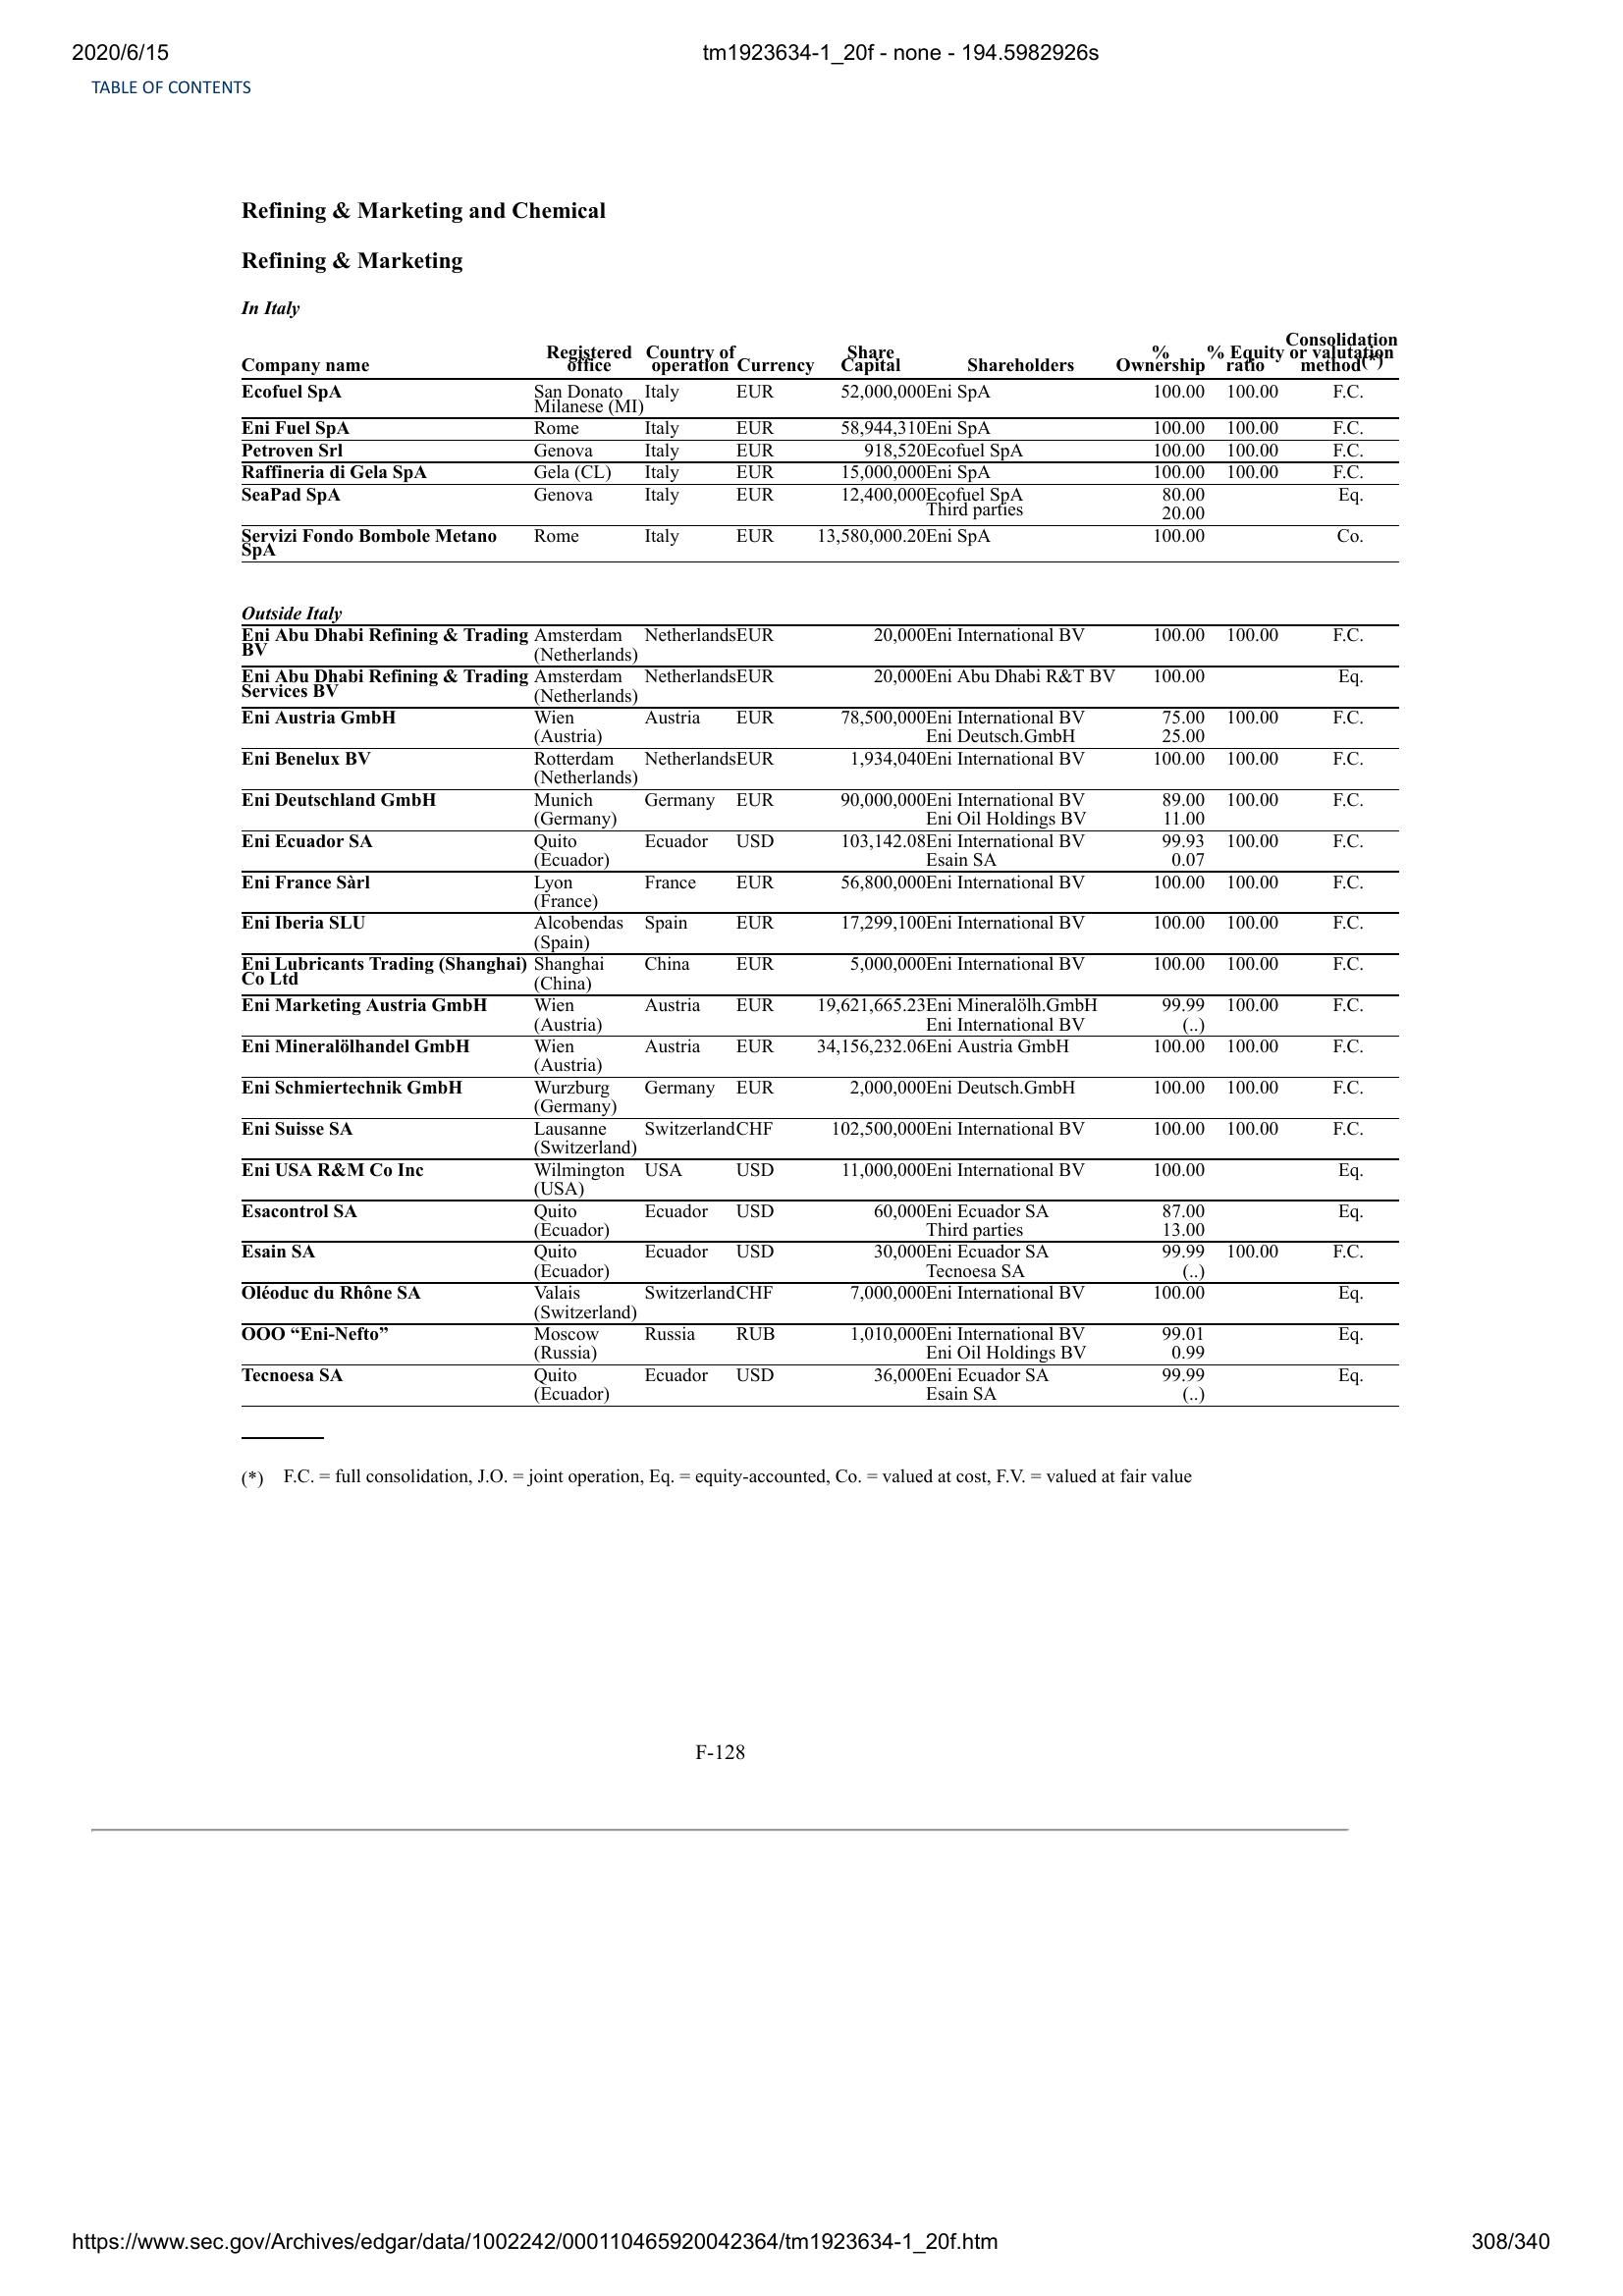 2020/6/15 tm1923634-1_20f - none - 194.5982926s
TABLE OF CONTENTS
Refining & Marketing and Chemical
Refining & Marketing
In Italy
Company name Registered office Country of operation Currency Share Capital Shareholders % Ownership % Equity ratio Consolidation or valutation method(*)
Ecofuel SpA San Donato Italy EUR 52,000,000 Eni SpA 100.00 100.00 F.C.
Milanese (MI)
Eni Fuel SpA Rome Italy EUR 58,944,310 Eni SpA 100.00 100.00 F.C.
Petroven Srl Genova Italy EUR 918,520 Ecofuel SpA 100.00 100.00 F.C.
Raffineria di Gela SpA Gela (CL) Italy EUR 15,000,000 Eni SpA 100.00 100.00 F.C.
SeaPad SpA Genova Italy EUR 12,400,000 Ecofuel SpA 80.00 Eq.
Third parties 20.00
Servizi Fondo Bombole Metano Rome Italy EUR 13,580,000.20 Eni SpA 100.00 Co.
SpA
Outside Italy
Eni Abu Dhabi Refining & Trading Amsterdam Netherlands EUR 20,000 Eni International BV 100.00 100.00 F.C.
BV (Netherlands)
Eni Abu Dhabi Refining & Trading Amsterdam Netherlands EUR 20,000 Eni Abu Dhabi R&T BV 100.00 Eq.
Services BV (Netherlands)
Eni Austria GmbH Wien Austria EUR 78,500,000 Eni International BV 75.00 100.00 F.C.
(Austria) Eni Deutsch.GmbH 25.00
Eni Benelux BV Rotterdam Netherlands EUR 1,934,040 Eni International BV 100.00 100.00 F.C.
(Netherlands)
Eni Deutschland GmbH Munich Germany EUR 90,000,000 Eni International BV 89.00 100.00 F.C.
(Germany) Eni Oil Holdings BV 11.00
Eni Ecuador SA Quito Ecuador USD 103,142.08 Eni International BV 99.93 100.00 F.C.
(Ecuador) Esain SA 0.07
Eni France Sàrl Lyon France EUR 56,800,000 Eni International BV 100.00 100.00 F.C.
(France)
Eni Iberia SLU Alcobendas Spain EUR 17,299,100 Eni International BV 100.00 100.00 F.C.
(Spain)
Eni Lubricants Trading (Shanghai) Shanghai China EUR 5,000,000 Eni International BV 100.00 100.00 F.C.
Co Ltd (China)
Eni Marketing Austria GmbH Wien Austria EUR 19,621,665.23 Eni Mineralölh.GmbH 99.99 100.00 F.C.
(Austria) Eni International BV (..)
Eni Mineralölhandel GmbH Wien Austria EUR 34,156,232.06 Eni Austria GmbH 100.00 100.00 F.C.
(Austria)
Eni Schmiertechnik GmbH Wurzburg Germany EUR 2,000,000 Eni Deutsch.GmbH 100.00 100.00 F.C.
(Germany)
Eni Suisse SA Lausanne Switzerland CHF 102,500,000 Eni International BV 100.00 100.00 F.C.
(Switzerland)
Eni USA R&M Co Inc Wilmington USA USD 11,000,000 Eni International BV 100.00 Eq.
(USA)
Esacontrol SA Quito Ecuador USD 60,000 Eni Ecuador SA 87.00 Eq.
(Ecuador) Third parties 13.00
Esain SA Quito Ecuador USD 30,000 Eni Ecuador SA 99.99 100.00 F.C.
(Ecuador) Tecnoesa SA (..)
Oléoduc du Rhône SA Valais Switzerland CHF 7,000,000 Eni International BV 100.00 Eq.
(Switzerland)
OOO “Eni-Nefto” Moscow Russia RUB 1,010,000 Eni International BV 99.01 Eq.
(Russia) Eni Oil Holdings BV 0.99
Tecnoesa SA Quito Ecuador USD 36,000 Eni Ecuador SA 99.99 Eq.
(Ecuador) Esain SA (..)
(*) F.C. = full consolidation, J.O. = joint operation, Eq. = equity-accounted, Co. = valued at cost, F.V. = valued at fair value
F-128
https://www.sec.gov/Archives/edgar/data/1002242/000110465920042364/tm1923634-1_20f.htm 308/340